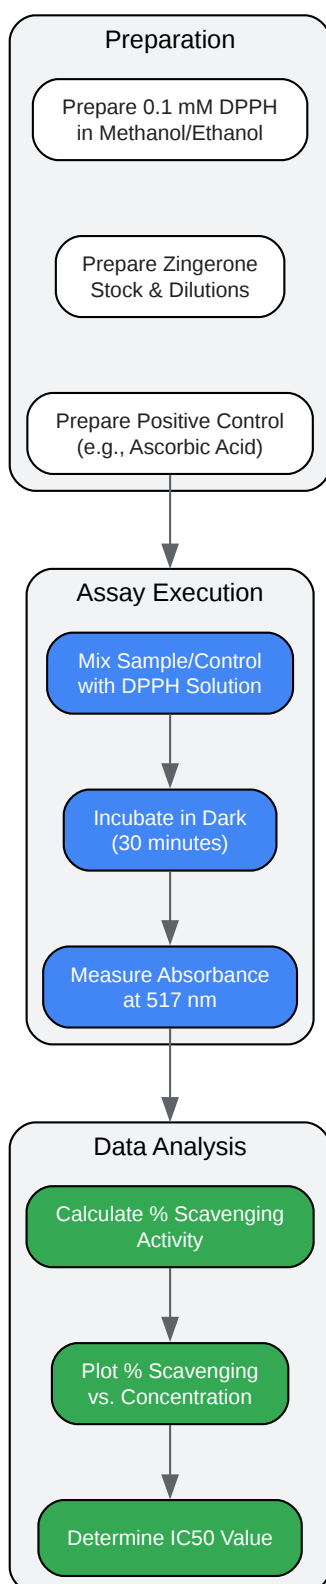 Preparation
Prepare 0.1 mM DPPH
in Methanol/Ethanol
Prepare Zingerone
Stock & Dilutions
Prepare Positive Control
(e.g., Ascorbic Acid)
Assay Execution
Mix Sample/Control
with DPPH Solution
Incubate in Dark
(30 minutes)
Measure Absorbance
at 517 nm
Data Analysis
Calculate % Scavenging
Activity
Plot % Scavenging
vs. Concentration
Determine IC50 Value